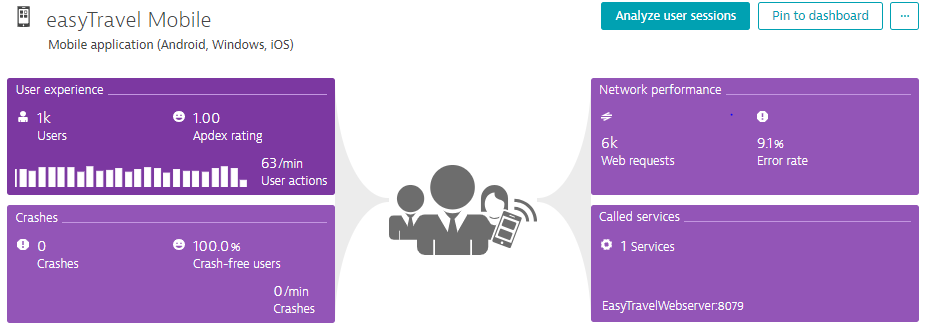 easyTravel Mobile
Mobile application (Android, Windows, iOS)
Analyze user sessions
Pin to dashboard
...
User experience
1k
Users
1.00
Apdex rating
63 /min
User actions
Crashes
0
Crashes
100.0%
Crash-free users
0 /min
Crashes
Network performance
6k
Web requests
9.1%
Error rate
Called services
1 Services
EasyTravelWebserver:8079